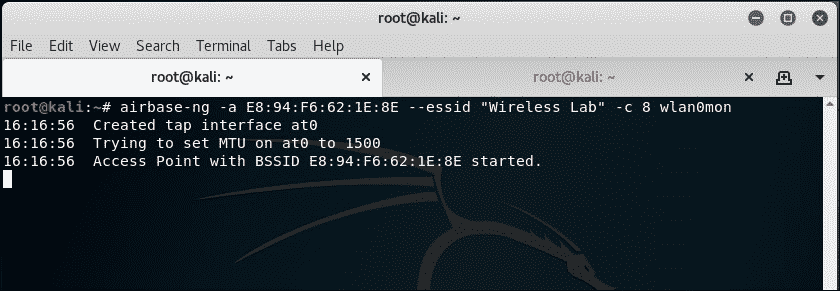 root@kali: ~
File Edit View Search Terminal Tabs Help
root@kali: ~ root@kali: ~
root@kali:~# airbase-ng -a E8:94:F6:62:1E:8E --essid "Wireless Lab" -c 8 wlan0mon
16:16:56  Created tap interface at0
16:16:56  Trying to set MTU on at0 to 1500
16:16:56  Access Point with BSSID E8:94:F6:62:1E:8E started.